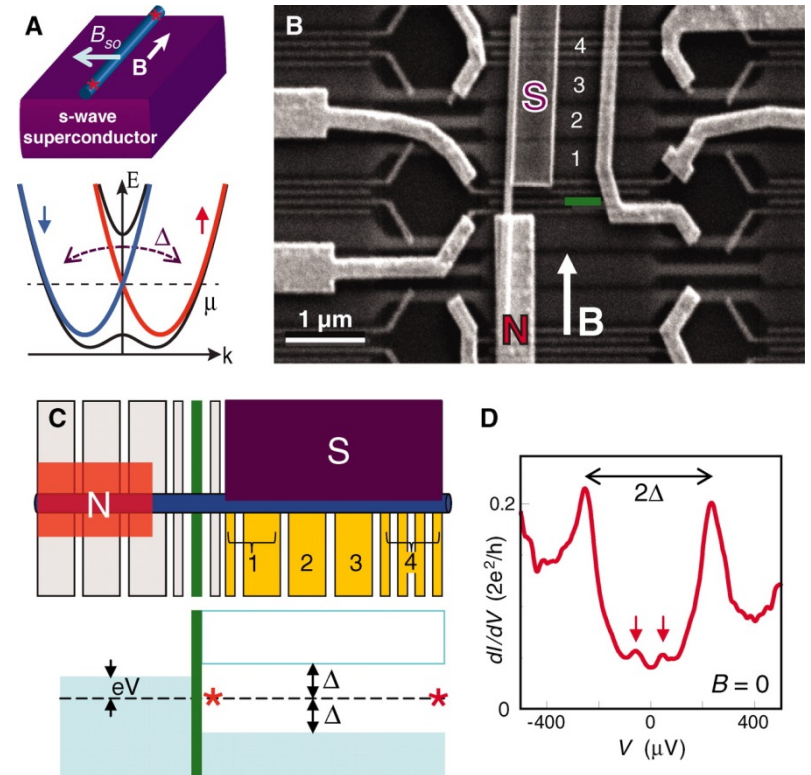 A
B_so
B
s-wave
superconductor
E
Δ
μ
k
B
4
3
2
1
S
N
B
1 μm
C
N
S
1
2
3
4
eV
Δ
Δ
D
2Δ
0.2
dI/dV (2e²/h)
B = 0
0
-400
0
400
V (μV)